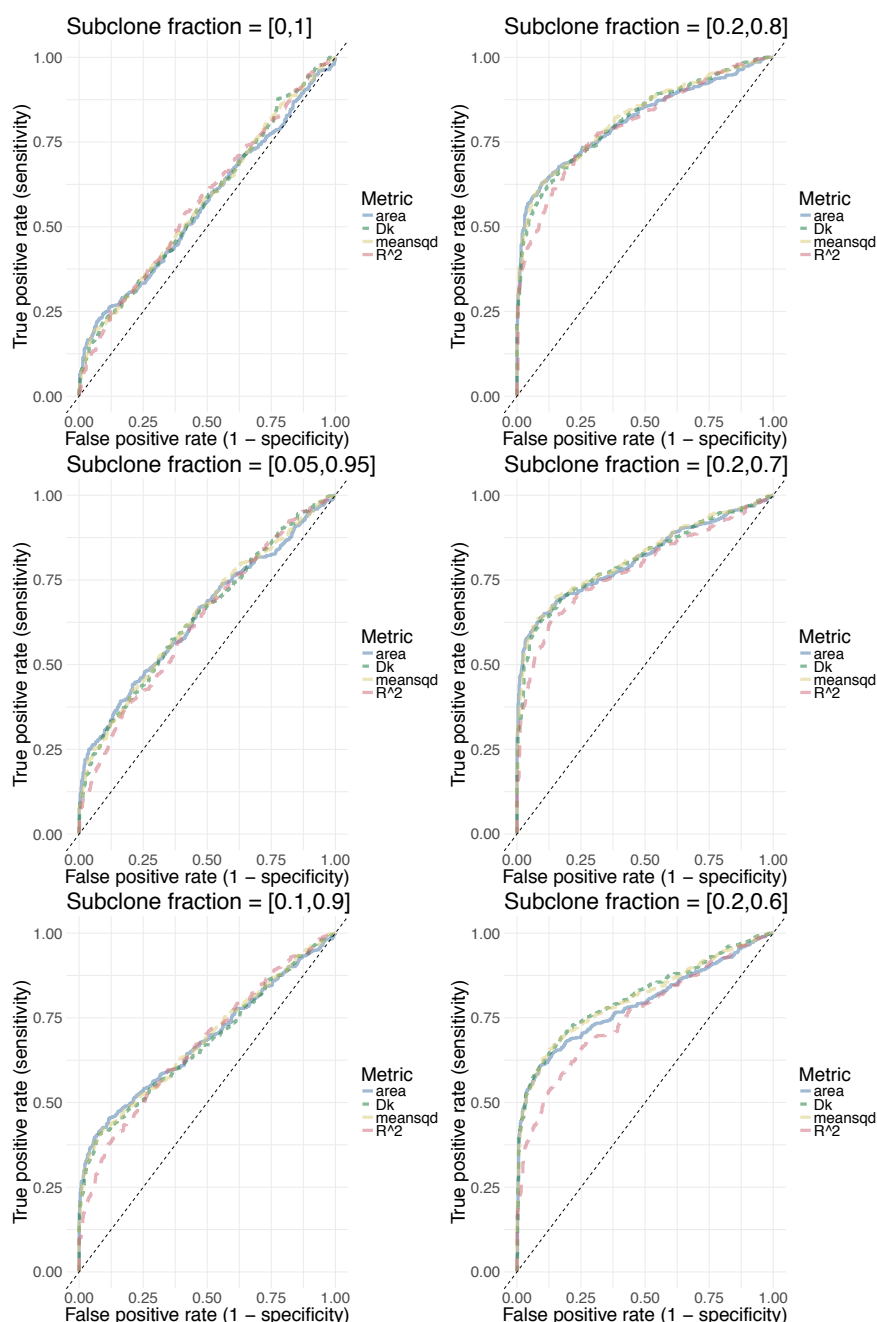 Subclone fraction = [0,1]
True positive rate (sensitivity)
1.00
0.75
0.50
0.25
0.00
0.00 0.25 0.50 0.75 1.00
False positive rate (1 − specificity)
Metric
area
Dk
meansqd
R^2
Subclone fraction = [0.2,0.8]
True positive rate (sensitivity)
1.00
0.75
0.50
0.25
0.00
0.00 0.25 0.50 0.75 1.00
False positive rate (1 − specificity)
Metric
area
Dk
meansqd
R^2
Subclone fraction = [0.05,0.95]
True positive rate (sensitivity)
1.00
0.75
0.50
0.25
0.00
0.00 0.25 0.50 0.75 1.00
False positive rate (1 − specificity)
Metric
area
Dk
meansqd
R^2
Subclone fraction = [0.2,0.7]
True positive rate (sensitivity)
1.00
0.75
0.50
0.25
0.00
0.00 0.25 0.50 0.75 1.00
False positive rate (1 − specificity)
Metric
area
Dk
meansqd
R^2
Subclone fraction = [0.1,0.9]
True positive rate (sensitivity)
1.00
0.75
0.50
0.25
0.00
0.00 0.25 0.50 0.75 1.00
False positive rate (1 − specificity)
Metric
area
Dk
meansqd
R^2
Subclone fraction = [0.2,0.6]
True positive rate (sensitivity)
1.00
0.75
0.50
0.25
0.00
0.00 0.25 0.50 0.75 1.00
False positive rate (1 − specificity)
Metric
area
Dk
meansqd
R^2